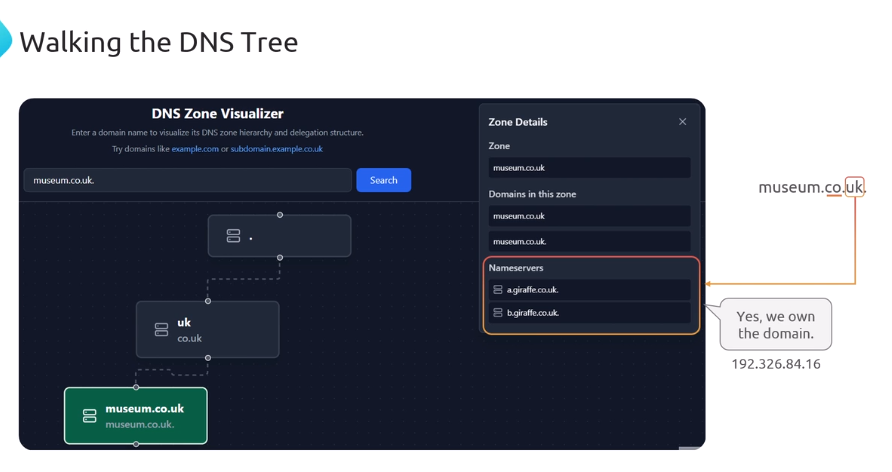 Walking the DNS Tree
DNS Zone Visualizer
Enter a domain name to visualize its DNS zone hierarchy and delegation structure.
Try domains like example.com or subdomain.example.co.uk
museum.co.uk.
Search
.
uk
co.uk
museum.co.uk
museum.co.uk.
Zone Details
Zone
museum.co.uk
Domains in this zone
museum.co.uk
museum.co.uk.
Nameservers
a.giraffe.co.uk.
b.giraffe.co.uk.
museum.co.uk.
Yes, we own
the domain.
192.326.84.16